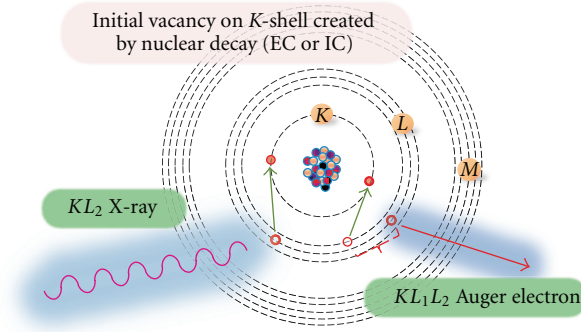 Initial vacancy on K-shell created
by nuclear decay (EC or IC)
K
L
M
KL₂ X-ray
KL₁L₂ Auger electron